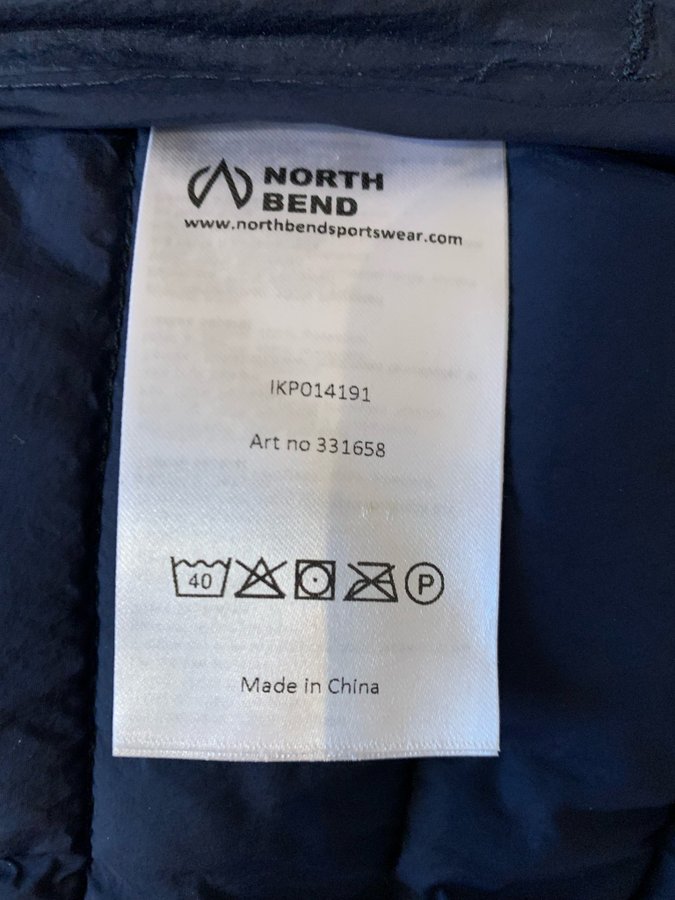 NORTH
BEND
www.northbendsportswear.com
IKP014191
Art no 331658
40 P
Made in China